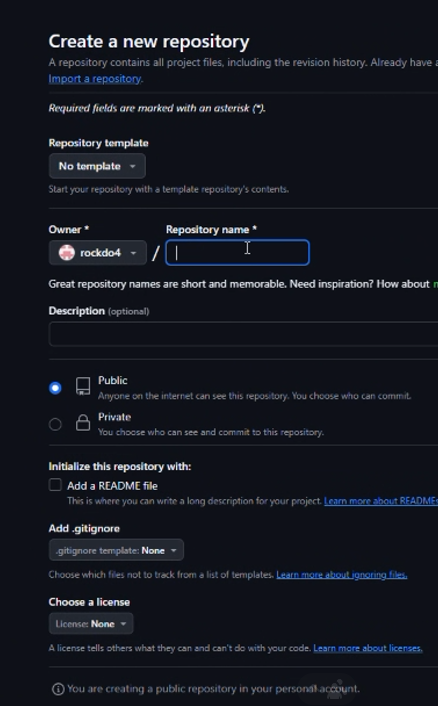 Create a new repository
A repository contains all project files, including the revision history. Already have a
Import a repository.
Required fields are marked with an asterisk (*).
Repository template
No template
Start your repository with a template repository's contents.
Owner * Repository name *
rockdo4 /
Great repository names are short and memorable. Need inspiration? How about
Description (optional)
Public
Anyone on the internet can see this repository. You choose who can commit.
Private
You choose who can see and commit to this repository.
Initialize this repository with:
Add a README file
This is where you can write a long description for your project. Learn more about READMEs
Add .gitignore
.gitignore template: None
Choose which files not to track from a list of templates. Learn more about ignoring files.
Choose a license
License: None
A license tells others what they can and can't do with your code. Learn more about licenses.
You are creating a public repository in your personal account.